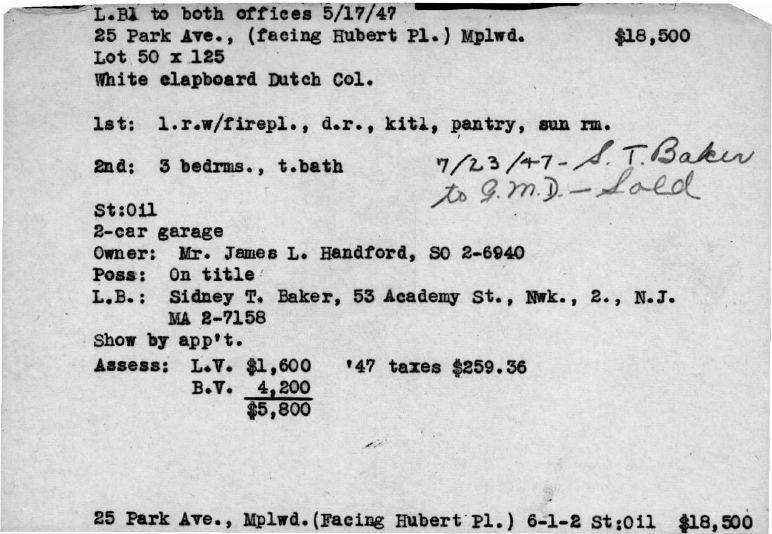 L.Bl to both offices 5/17/47
25 Park Ave., (facing Hubert Pl.) Mplwd. $18,500
Lot 50 x 125
White clapboard Dutch Col.
1st: l.r.w/firepl., d.r., kitl, pantry, sun rm.
2nd: 3 bedrms., t.bath
7/23/47- S. T. Baker
to G.M.D. - Sold
St:Oil
2-car garage
Owner: Mr. James L. Handford, SO 2-6940
Poss: On title
L.B.: Sidney T. Baker, 53 Academy St., Nwk., 2., N.J.
MA 2-7158
Show by app't.
Assess: L.V. $1,600 '47 taxes $259.36
B.V. 4,200
$5,800
25 Park Ave., Mplwd.(Facing Hubert Pl.) 6-1-2 St:Oil $18,500